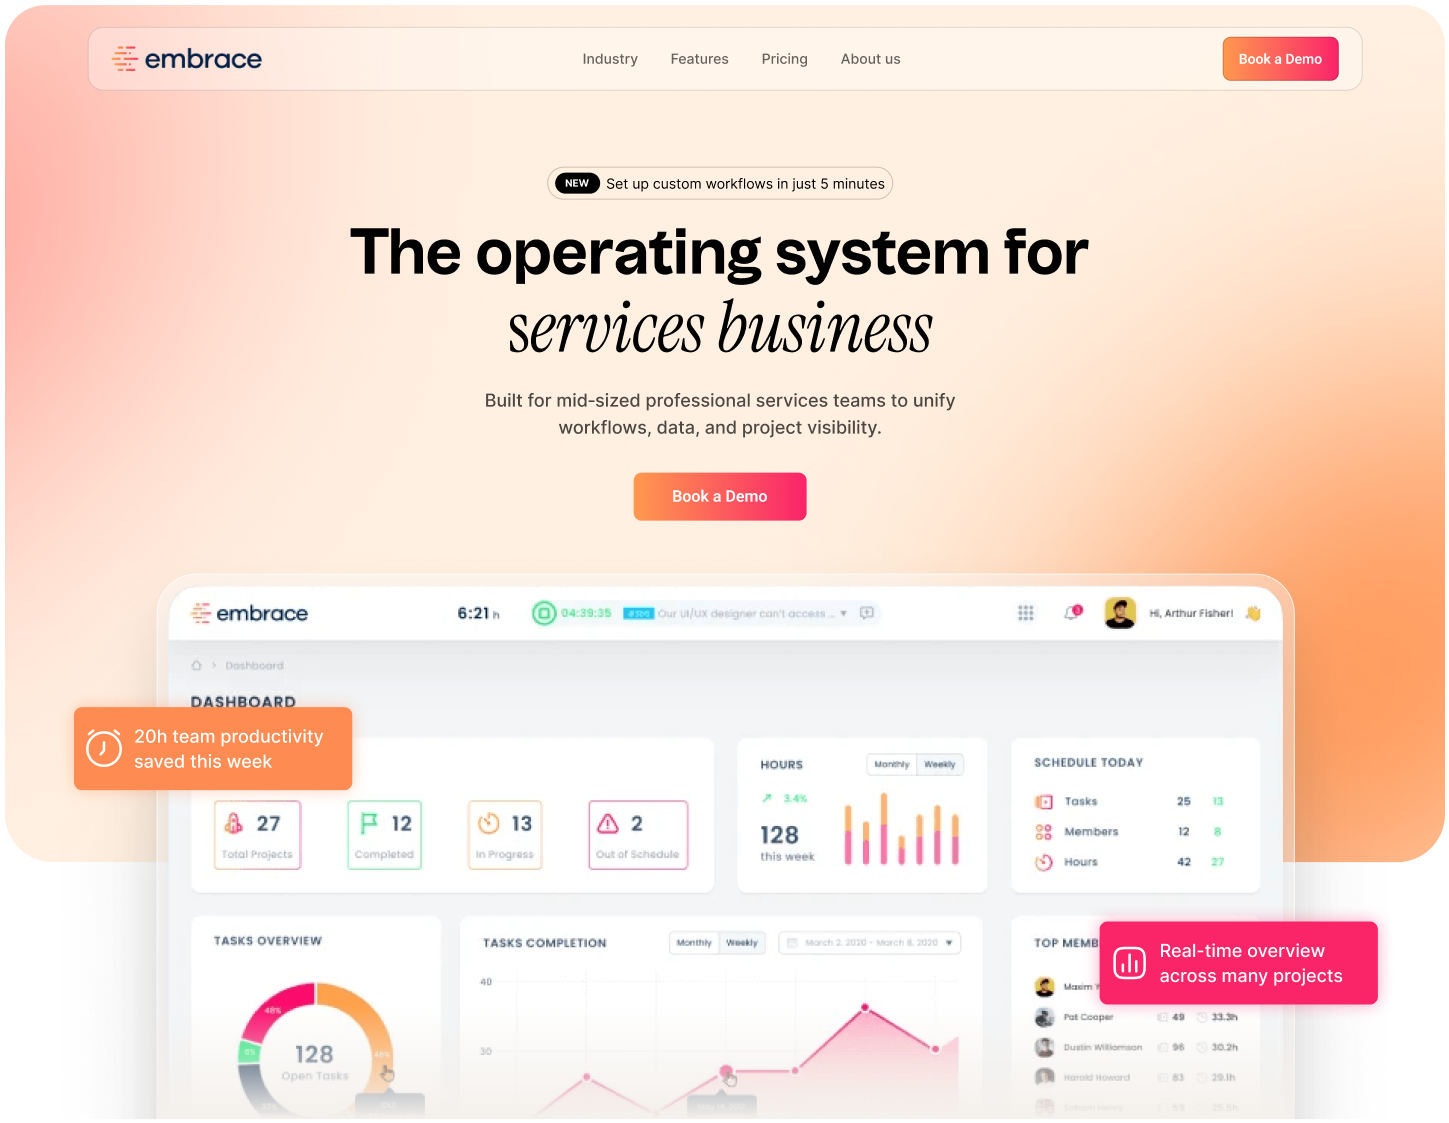 embrace
Industry Features Pricing About us
Book a Demo
NEW Set up custom workflows in just 5 minutes
The operating system for
services business
Built for mid-sized professional services teams to unify
workflows, data, and project visibility.
Book a Demo
embrace
6:21 h
04:39:35
Our UI/UX designer can't access ...
3
Hi, Arthur Fisher!
Dashboard
DASHBOARD
20h team productivity
saved this week
27
Total Projects
12
Completed
13
In Progress
2
Out of Schedule
HOURS
Monthly Weekly
3.4%
128
this week
SCHEDULE TODAY
Tasks 25 13
Members 12 8
Hours 42 27
TASKS OVERVIEW
48%
128
Open Tasks
TASKS COMPLETION
Monthly Weekly
March 2, 2020 - March 8, 2020
40
30
TOP MEMB
Real-time overview
across many projects
Maxim
Pat Cooper 49 33.3h
Dustin Williamson 96 30.2h
Harold Howard 83 29.1h